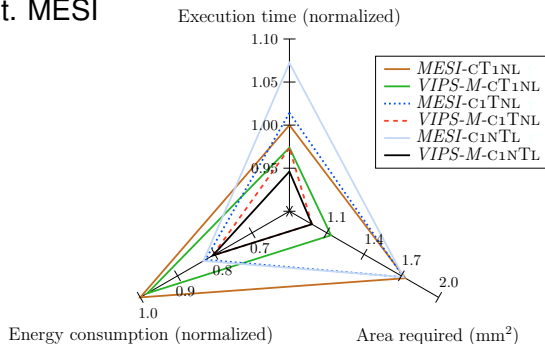 t. MESI
Execution time (normalized)
1.10
1.05
1.00
0.95
MESI-cT1NL
VIPS-M-cT1NL
MESI-c1TNL
VIPS-M-c1TNL
MESI-c1NTL
VIPS-M-c1NTL
1.1
1.4
1.7
2.0
0.7
0.8
0.9
1.0
Energy consumption (normalized)
Area required (mm²)